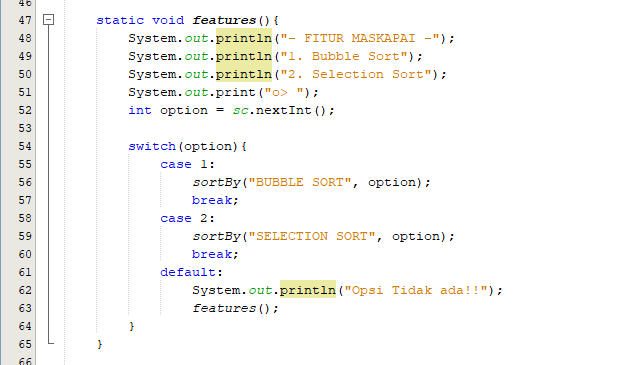 46
47 static void features(){
48 System.out.println("- FITUR MASKAPAI -");
49 System.out.println("1. Bubble Sort");
50 System.out.println("2. Selection Sort");
51 System.out.print("o> ");
52 int option = sc.nextInt();
53
54 switch(option){
55 case 1:
56 sortBy("BUBBLE SORT", option);
57 break;
58 case 2:
59 sortBy("SELECTION SORT", option);
60 break;
61 default:
62 System.out.println("Opsi Tidak ada!!");
63 features();
64 }
65 }
66